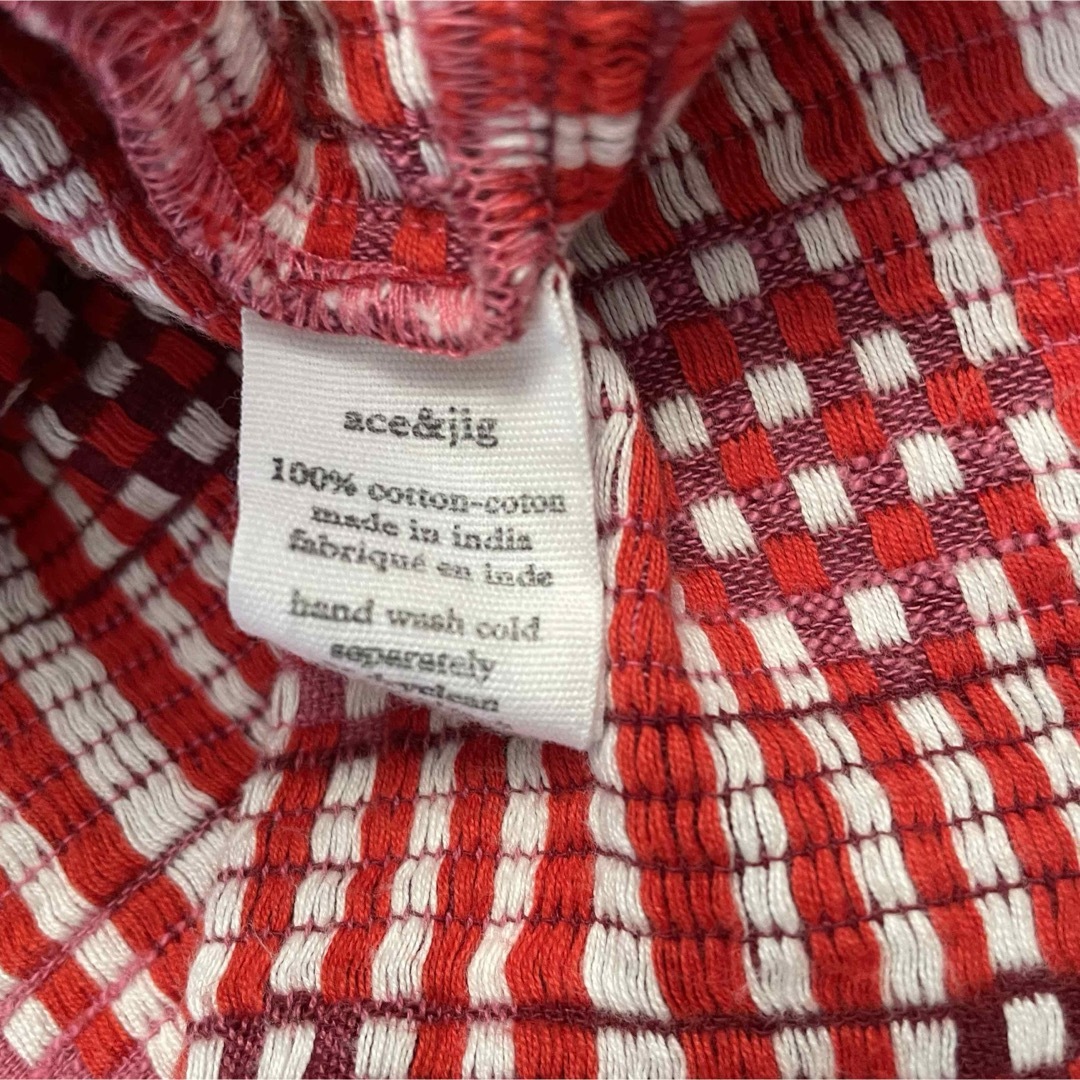 ace&jig
100% cotton-coton
made in india
fabriqué en inde
hand wash cold
separately